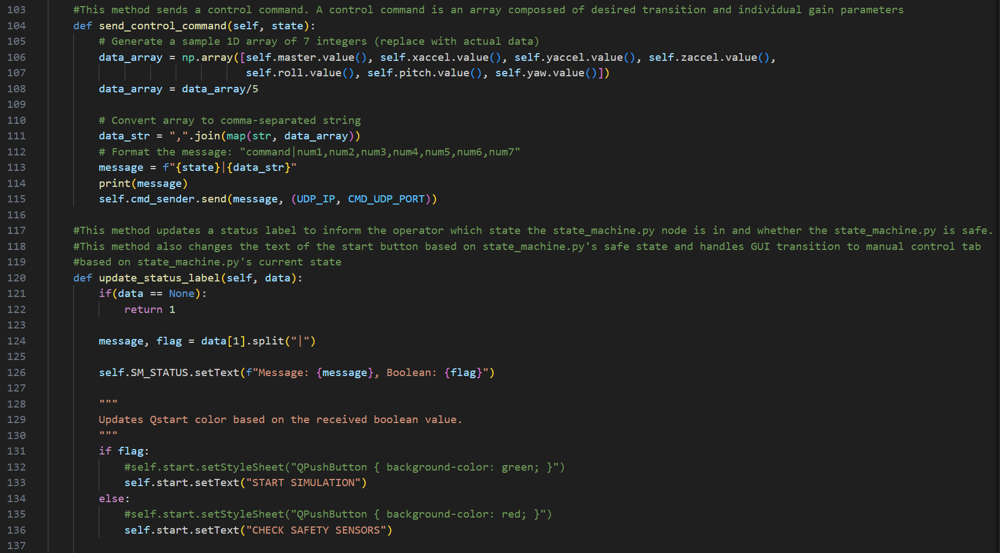 103 #This method sends a control command. A control command is an array compossed of desired transition and individual gain parameters
104 def send_control_command(self, state):
105 # Generate a sample 1D array of 7 integers (replace with actual data)
106 data_array = np.array([self.master.value(), self.xaccel.value(), self.yaccel.value(), self.zaccel.value(),
107 self.roll.value(), self.pitch.value(), self.yaw.value()])
108 data_array = data_array/5
109
110 # Convert array to comma-separated string
111 data_str = ",".join(map(str, data_array))
112 # Format the message: "command|num1,num2,num3,num4,num5,num6,num7"
113 message = f"{state}|{data_str}"
114 print(message)
115 self.cmd_sender.send(message, (UDP_IP, CMD_UDP_PORT))
116
117 #This method updates a status label to inform the operator which state the state_machine.py node is in and whether the state_machine.py is safe.
118 #This method also changes the text of the start button based on state_machine.py's safe state and handles GUI transition to manual control tab
119 #based on state_machine.py's current state
120 def update_status_label(self, data):
121 if(data == None):
122 return 1
123
124 message, flag = data[1].split("|")
125
126 self.SM_STATUS.setText(f"Message: {message}, Boolean: {flag}")
127
128 """
129 Updates Qstart color based on the received boolean value.
130 """
131 if flag:
132 #self.start.setStyleSheet("QPushButton { background-color: green; }")
133 self.start.setText("START SIMULATION")
134 else:
135 #self.start.setStyleSheet("QPushButton { background-color: red; }")
136 self.start.setText("CHECK SAFETY SENSORS")
137